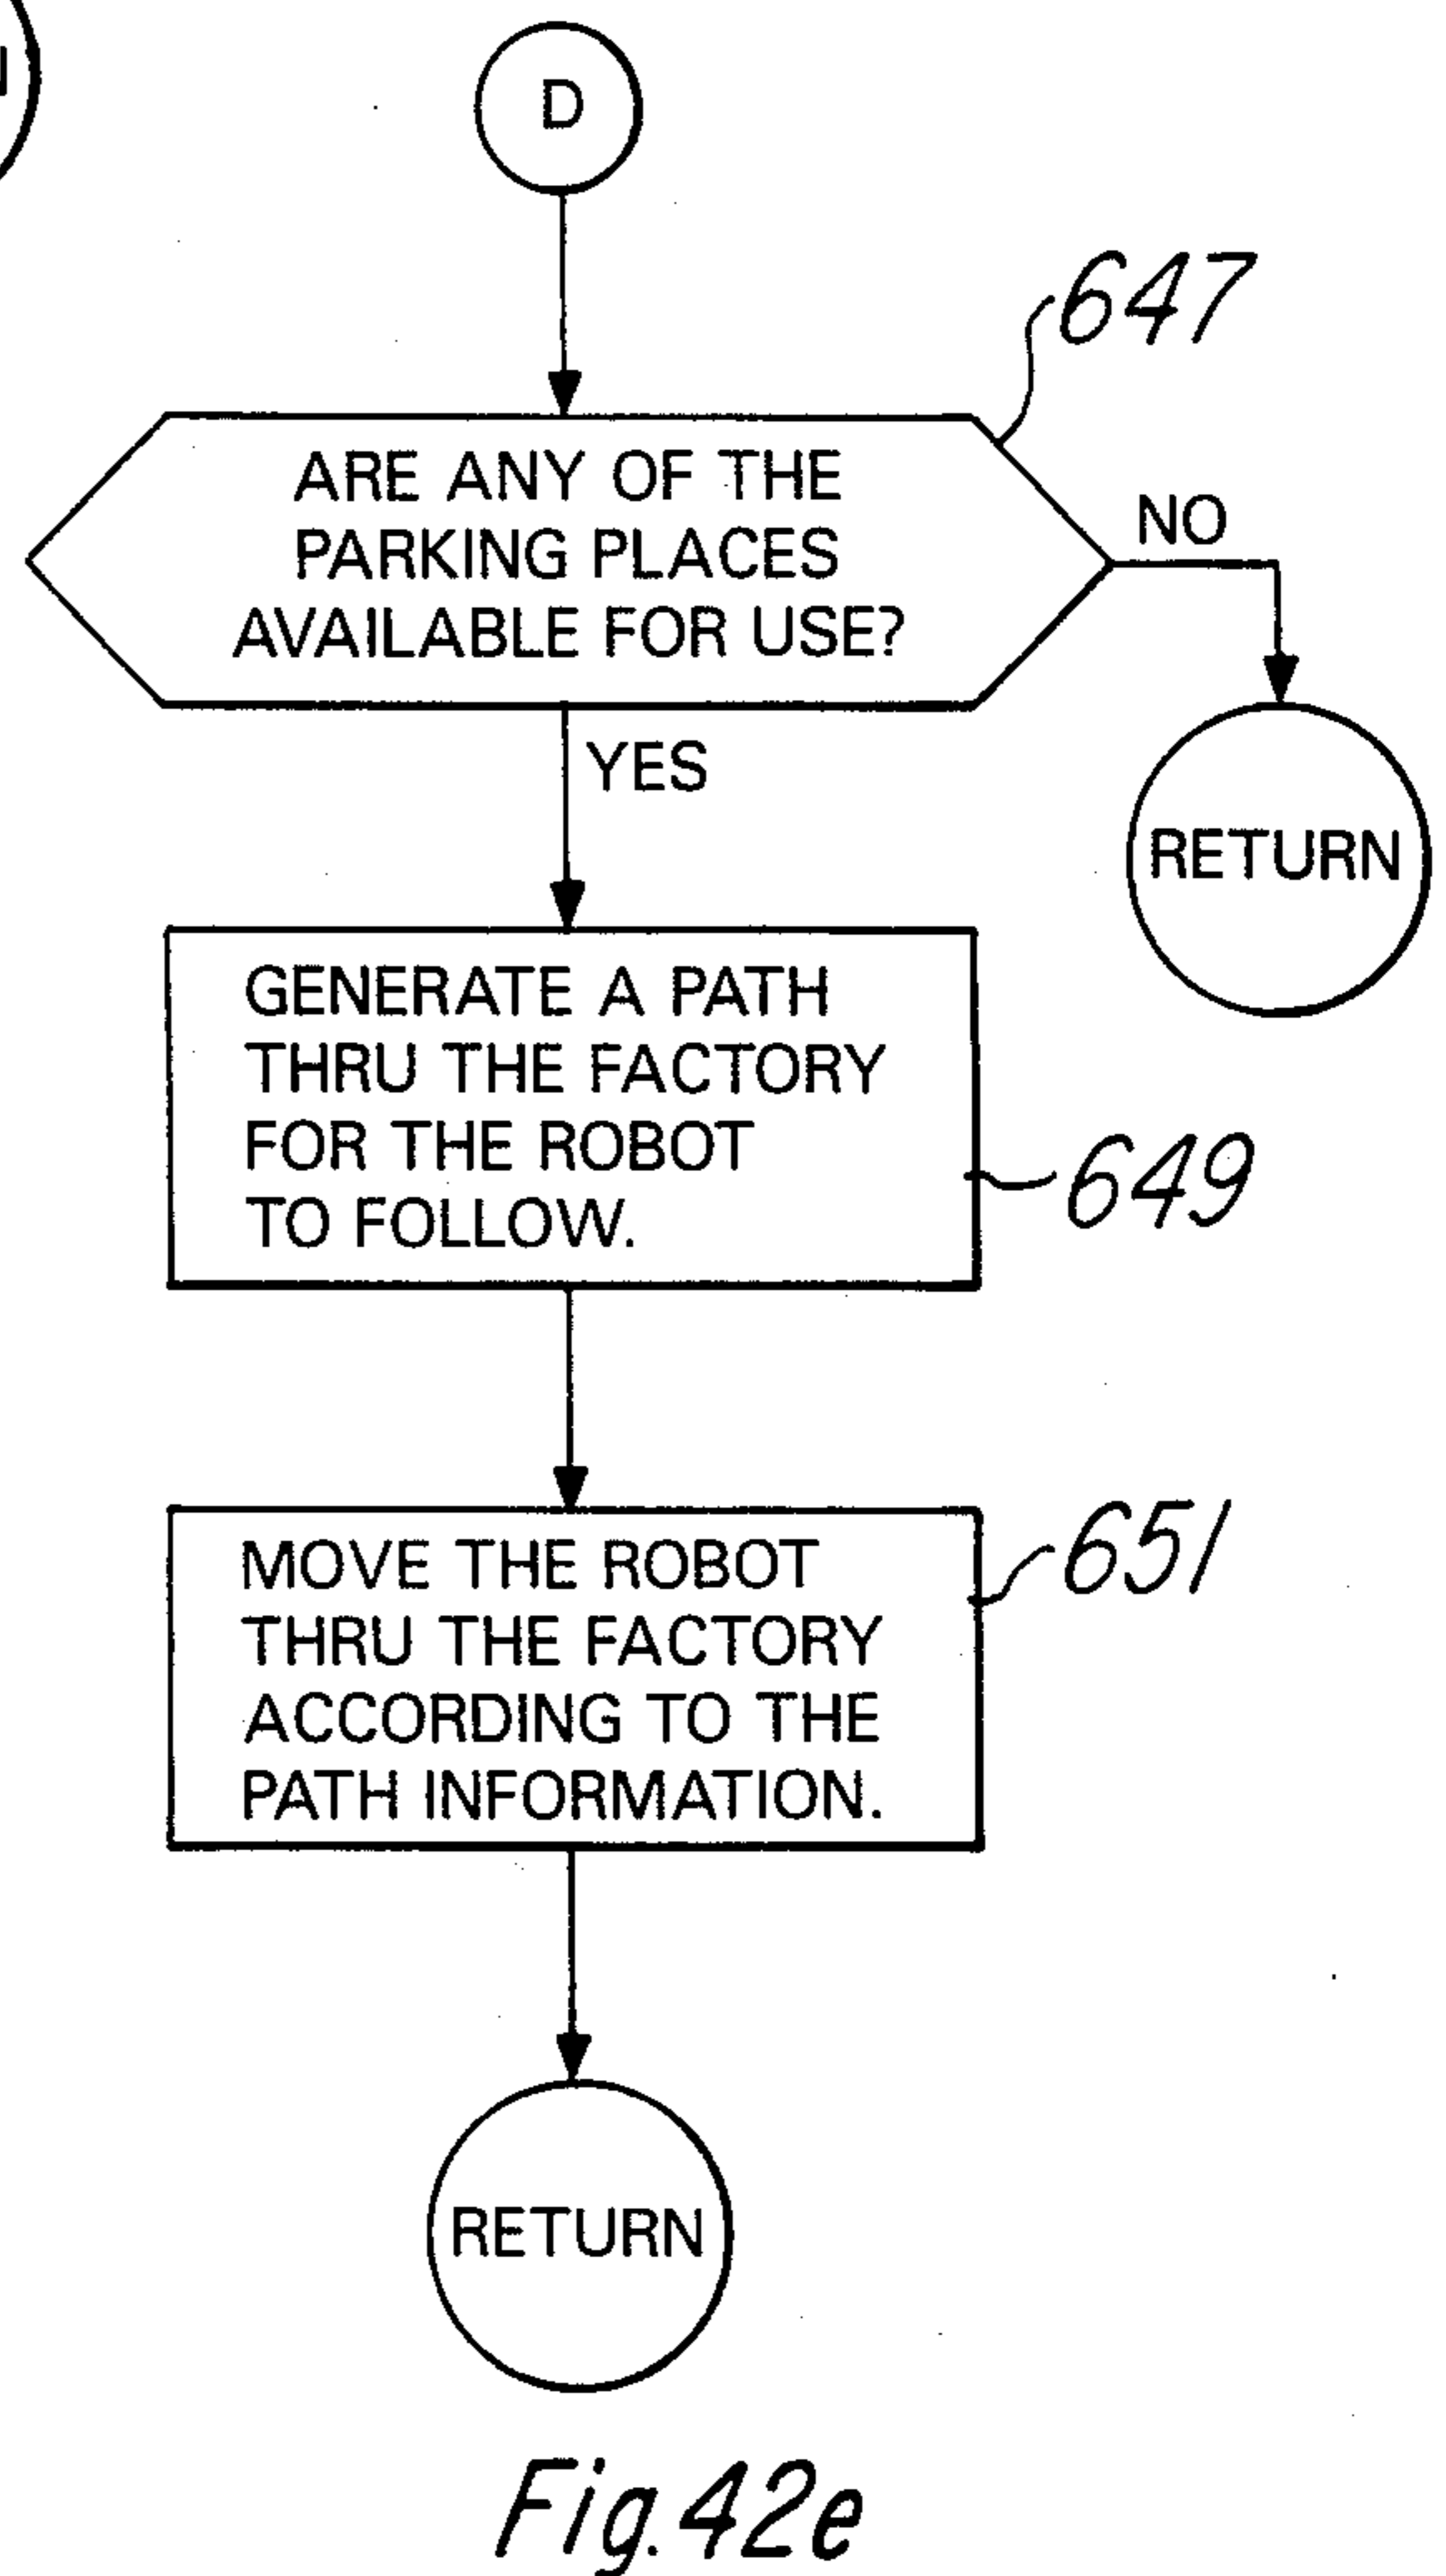 D
647
ARE ANY OF THE
PARKING PLACES
AVAILABLE FOR USE?
NO
YES
RETURN
GENERATE A PATH
THRU THE FACTORY
FOR THE ROBOT
TO FOLLOW.
649
MOVE THE ROBOT
THRU THE FACTORY
ACCORDING TO THE
PATH INFORMATION.
651
RETURN
Fig. 42e